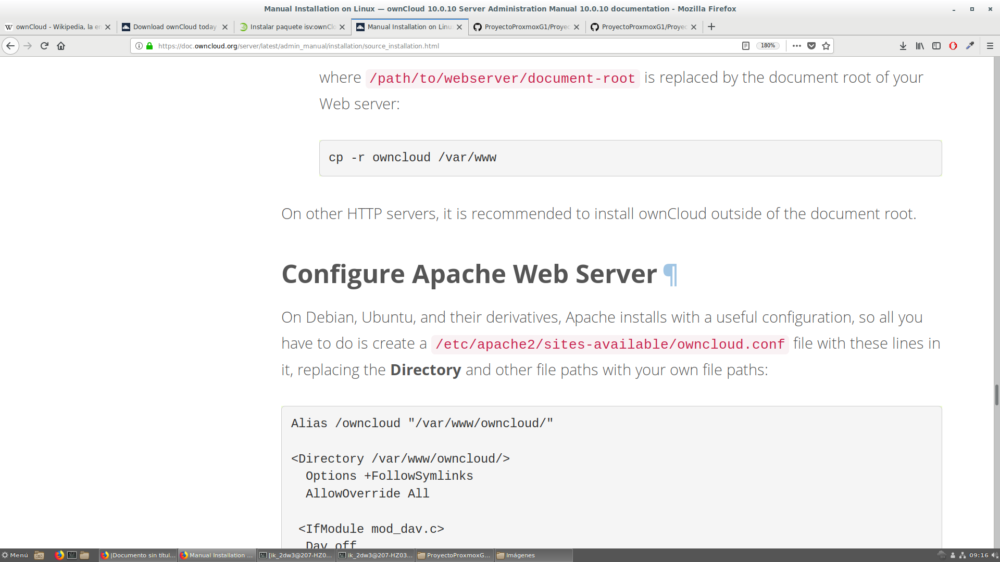 Manual Installation on Linux — ownCloud 10.0.10 Server Administration Manual 10.0.10 documentation - Mozilla Firefox
ownCloud - Wikipedia, la en
Download ownCloud today
Instalar paquete isv:ownClo
Manual Installation on Linu
ProyectoProxmoxG1/Proyec
ProyectoProxmoxG1/Proyec
https://doc.owncloud.org/server/latest/admin_manual/installation/source_installation.html
180%
where /path/to/webserver/document-root is replaced by the document root of your
Web server:
cp -r owncloud /var/www
On other HTTP servers, it is recommended to install ownCloud outside of the document root.
Configure Apache Web Server ¶
On Debian, Ubuntu, and their derivatives, Apache installs with a useful configuration, so all you
have to do is create a /etc/apache2/sites-available/owncloud.conf file with these lines in
it, replacing the Directory and other file paths with your own file paths:
Alias /owncloud "/var/www/owncloud/"
<Directory /var/www/owncloud/>
Options +FollowSymlinks
AllowOverride All
<IfModule mod_dav.c>
Dav off
Menú
|Documento sin títul...
Manual Installation ...
[ik_2dw3@207-HZ0...
ik_2dw3@207-HZ03...
ProyectoProxmoxG...
Imágenes
09:16